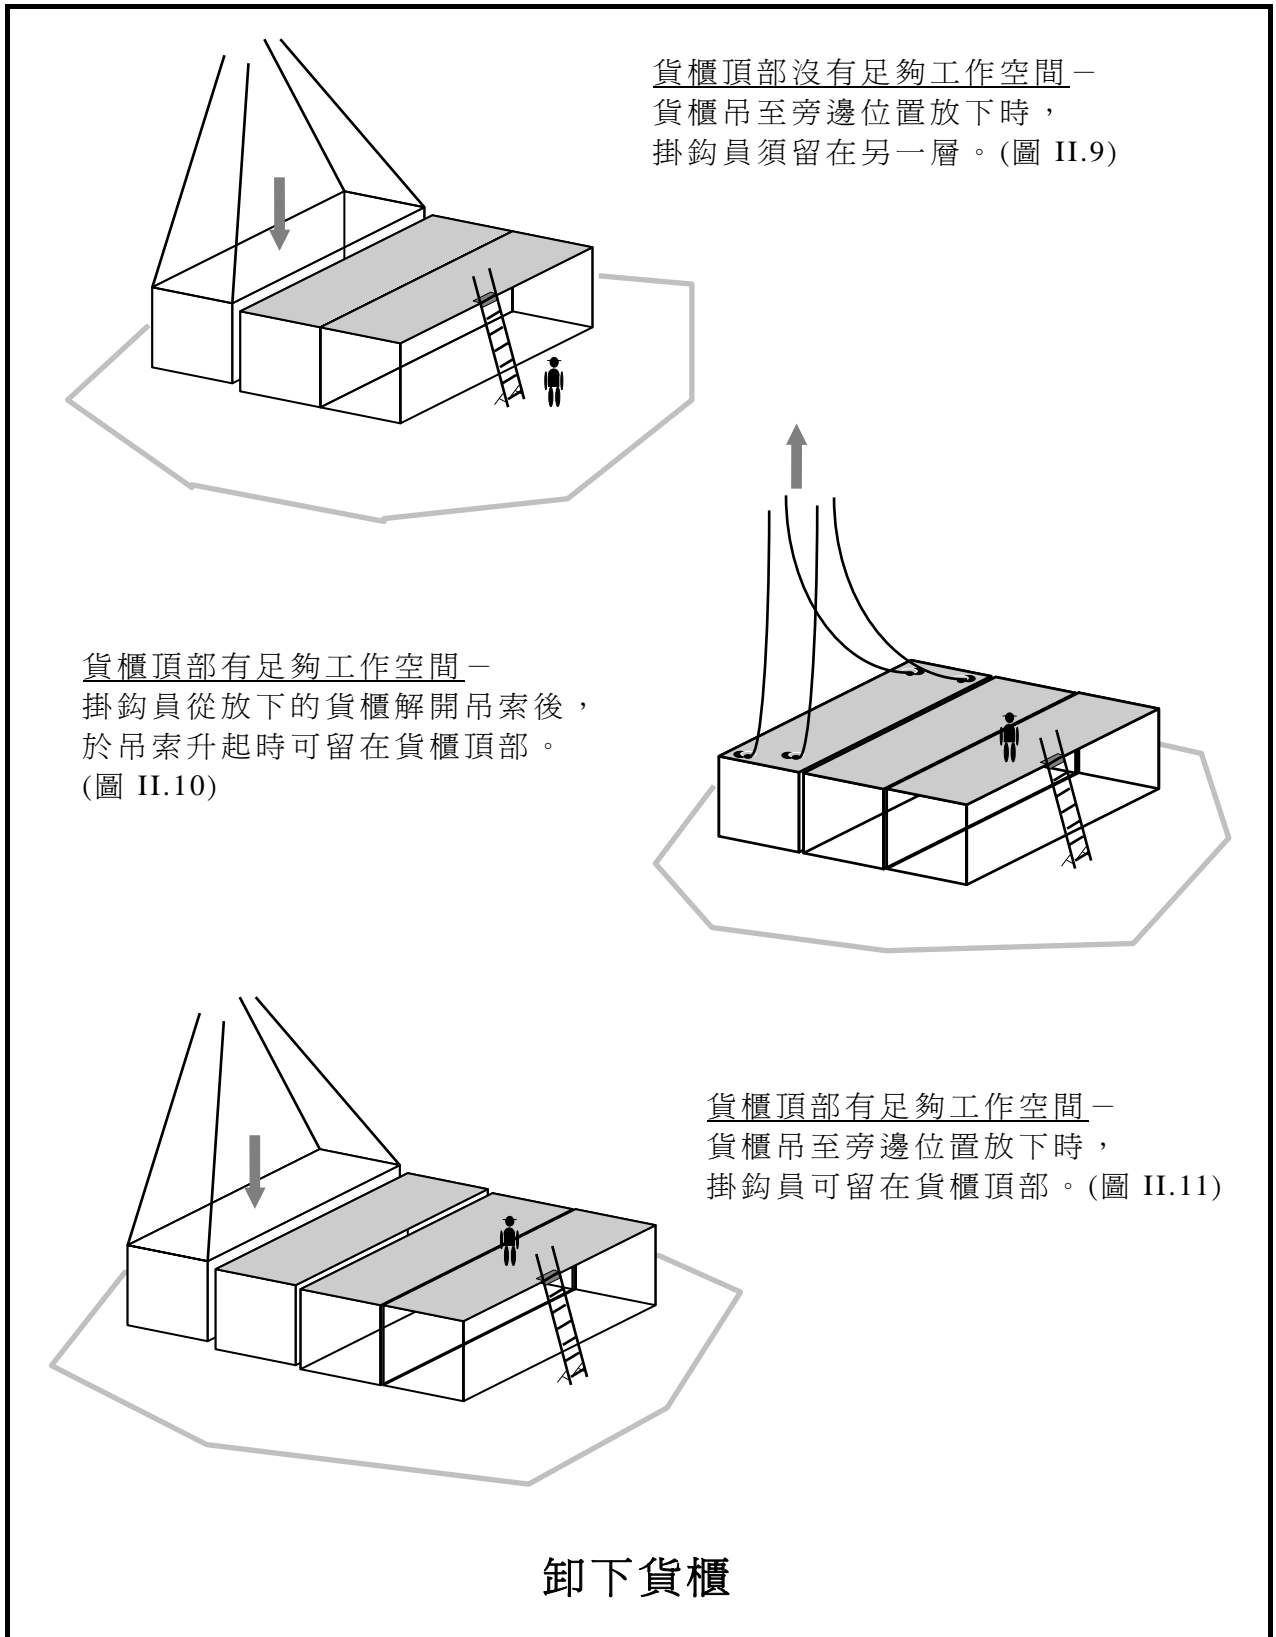 貨櫃頂部沒有足夠工作空間－
貨櫃吊至旁邊位置放下時，
掛鈎員須留在另一層。(圖 II.9)
貨櫃頂部有足夠工作空間－
掛鈎員從放下的貨櫃解開吊索後，
於吊索升起時可留在貨櫃頂部。
(圖 II.10)
貨櫃頂部有足夠工作空間－
貨櫃吊至旁邊位置放下時，
掛鈎員可留在貨櫃頂部。(圖 II.11)
卸下貨櫃